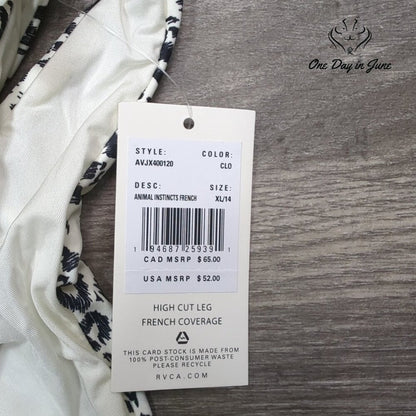 One Day in June
STYLE: COLOR:
AVJX400120 CLO
DESC: SIZE:
ANIMAL INSTINCTS FRENCH XL/14
1 94687 25939 1
CAD MSRP $ 65.00
USA MSRP $ 52.00
HIGH CUT LEG
FRENCH COVERAGE
THIS CARD STOCK IS MADE FROM
100% POST-CONSUMER WASTE
PLEASE RECYCLE
RVCA.COM